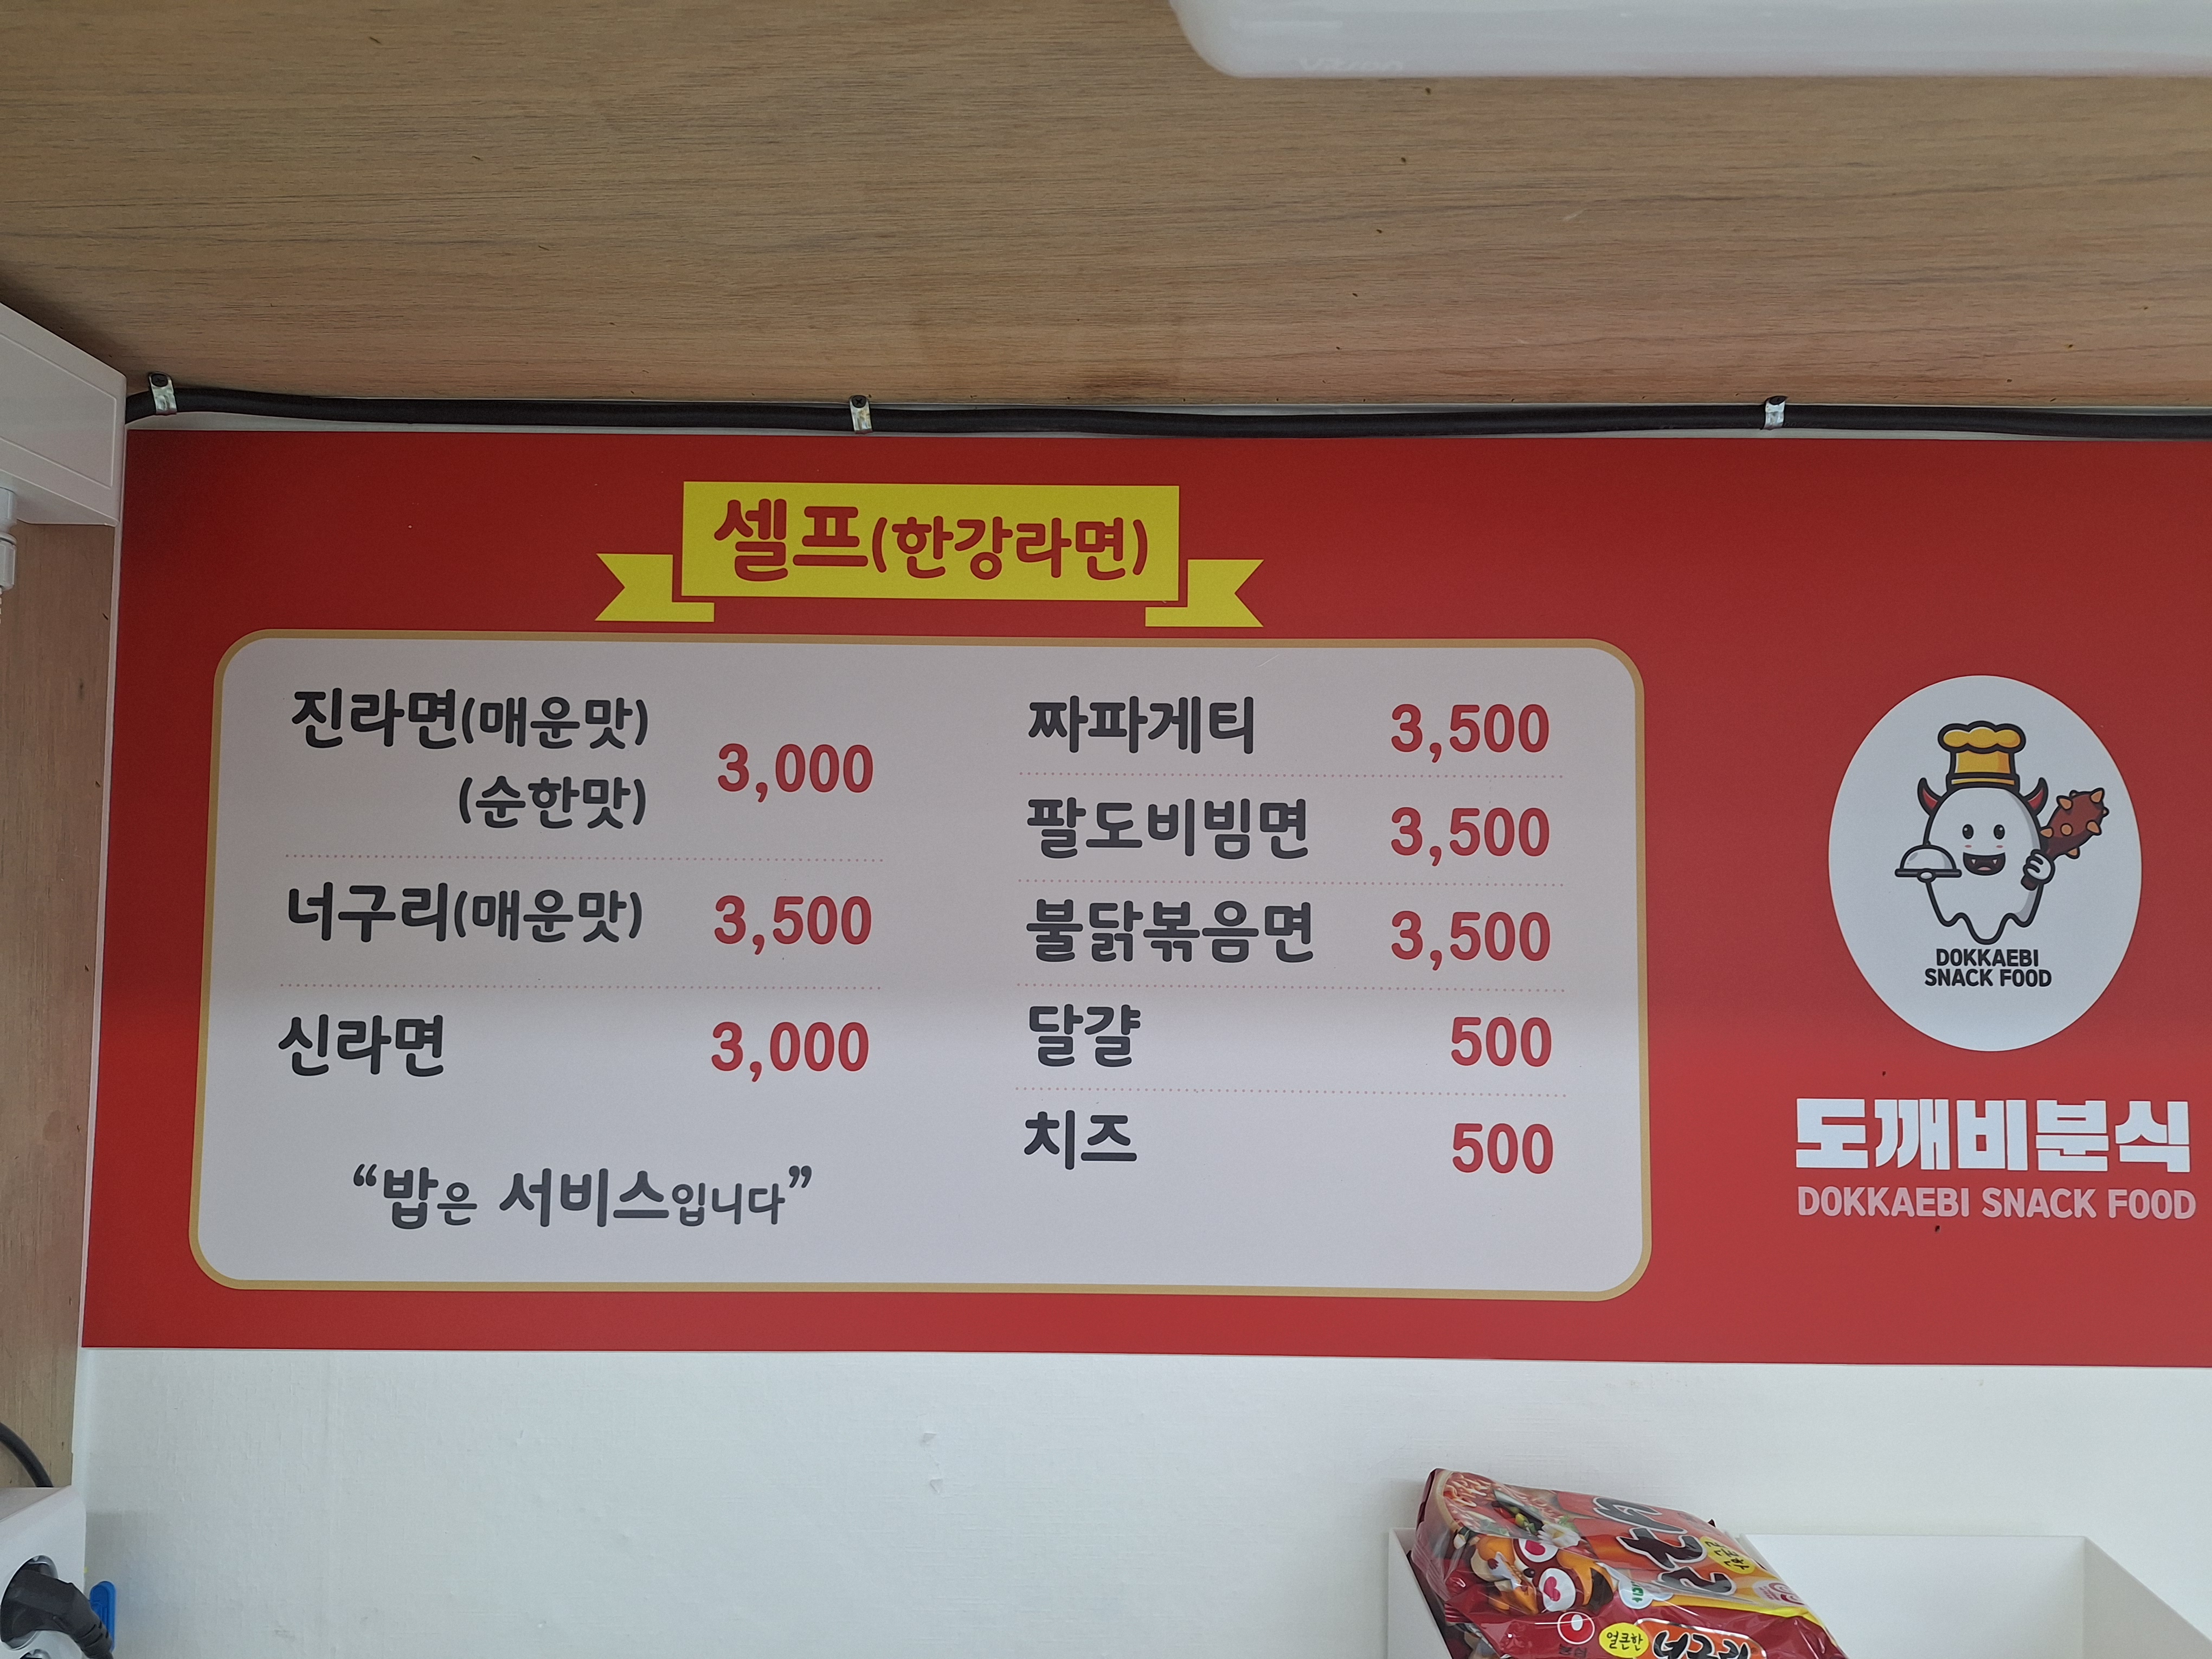 셀프(한강라면)
진라면(매운맛)
(순한맛) 3,000
너구리(매운맛) 3,500
신라면 3,000
“밥은 서비스입니다”
짜파게티 3,500
팔도비빔면 3,500
불닭볶음면 3,500
달걀 500
치즈 500
DOKKAEBI
SNACK FOOD
도깨비분식
DOKKAEBI SNACK FOOD
얼큰한
너구리